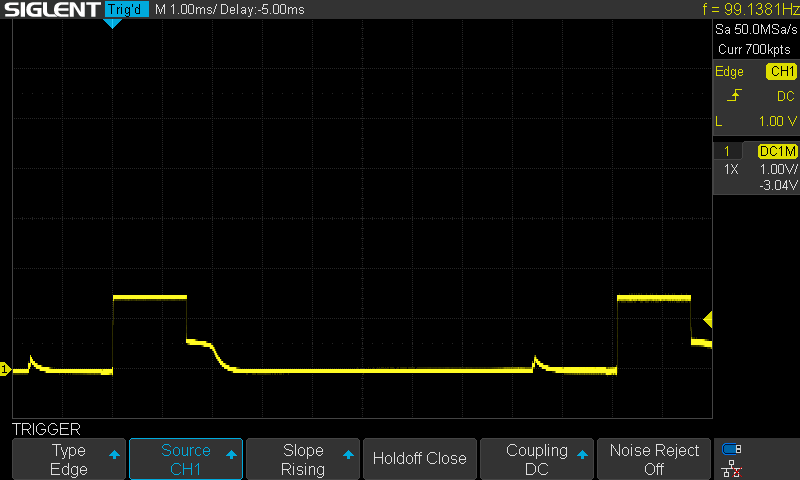 SIGLENT Trig'd M 1.00ms/ Delay:-5.00ms f = 99.1381Hz
Sa 50.0MSa/s
Curr 700kpts
Edge CH1
DC
L 1.00 V
1 DC1M
1X 1.00V/
-3.04V
1
TRIGGER
Type
Edge
Source
CH1
Slope
Rising
Holdoff Close
Coupling
DC
Noise Reject
Off